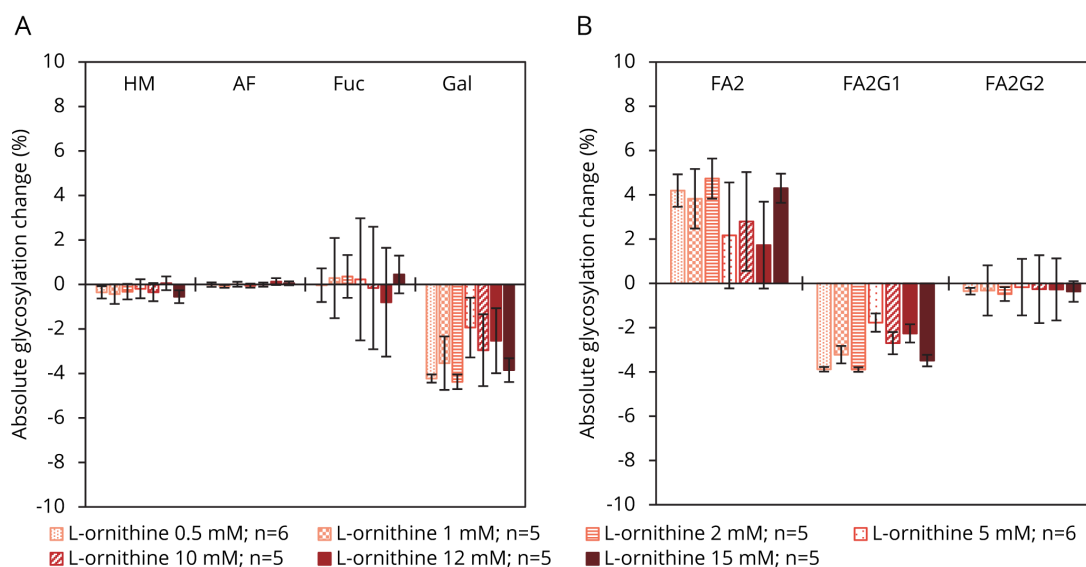 A
B
Absolute glycosylation change (%)
10
8
6
4
2
0
-2
-4
-6
-8
-10
HM AF Fuc Gal
Absolute glycosylation change (%)
10
8
6
4
2
0
-2
-4
-6
-8
-10
FA2 FA2G1 FA2G2
L-ornithine 0.5 mM; n=6 L-ornithine 1 mM; n=5 L-ornithine 2 mM; n=5 L-ornithine 5 mM; n=6
L-ornithine 10 mM; n=5 L-ornithine 12 mM; n=5 L-ornithine 15 mM; n=5